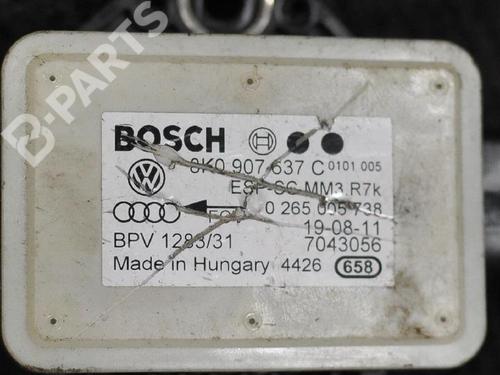 B-PARTS
BOSCH
8K0 907 637 C 0101 005
ESP-SC-MM3.R7k
0 265 005 738
19-08-11
BPV 1283/31 7043056
Made in Hungary 4426 658